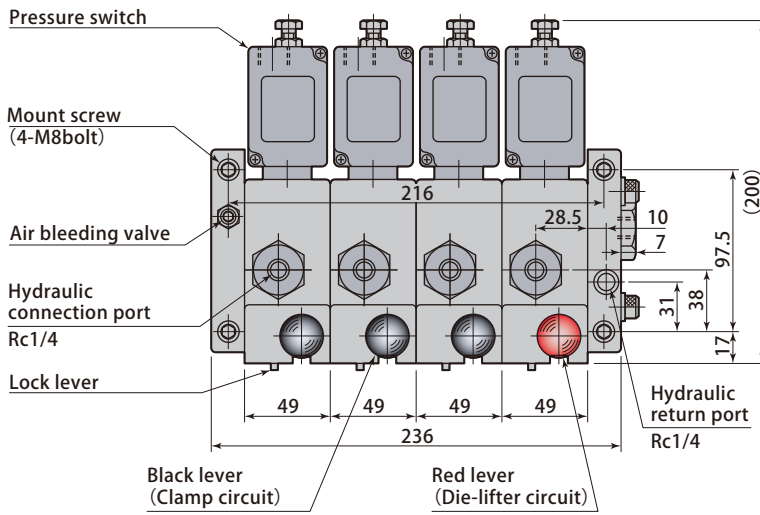 Pressure switch
Mount screw
(4-M8bolt)
Air bleeding valve
Hydraulic
connection port
Rc1/4
Lock lever
216
28.5
10
7
(200)
97.5
38
31
17
49
49
49
49
236
Hydraulic
return port
Rc1/4
Black lever
(Clamp circuit)
Red lever
(Die-lifter circuit)